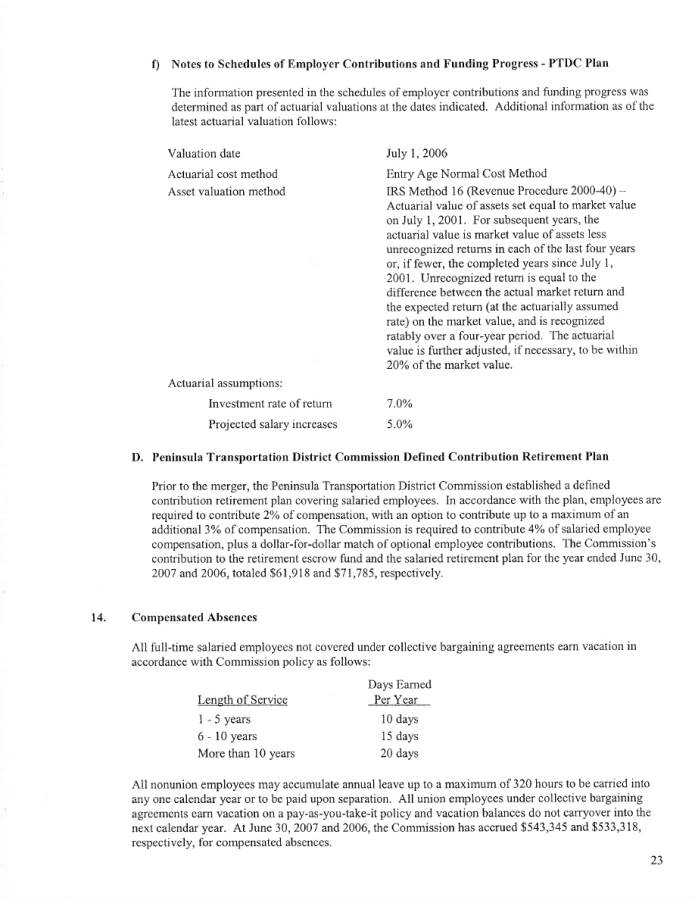 f) Notes to Schedules of Employer Contributions and Funding Progress - PTDC Plan
The information presented in the schedules of employer contributions and funding progress was
determined as part of actuarial valuations at the dates indicated. Additional information as of the
latest actuarial valuation follows:
Valuation date July 1, 2006
Actuarial cost method Entry Age Normal Cost Method
Asset valuation method IRS Method 16 (Revenue Procedure 2000-40) –
Actuarial value of assets set equal to market value
on July 1, 2001. For subsequent years, the
actuarial value is market value of assets less
unrecognized returns in each of the last four years
or, if fewer, the completed years since July 1,
2001. Unrecognized return is equal to the
difference between the actual market return and
the expected return (at the actuarially assumed
rate) on the market value, and is recognized
ratably over a four-year period. The actuarial
value is further adjusted, if necessary, to be within
20% of the market value.
Actuarial assumptions:
Investment rate of return 7.0%
Projected salary increases 5.0%
D. Peninsula Transportation District Commission Defined Contribution Retirement Plan
Prior to the merger, the Peninsula Transportation District Commission established a defined
contribution retirement plan covering salaried employees. In accordance with the plan, employees are
required to contribute 2% of compensation, with an option to contribute up to a maximum of an
additional 3% of compensation. The Commission is required to contribute 4% of salaried employee
compensation, plus a dollar-for-dollar match of optional employee contributions. The Commission's
contribution to the retirement escrow fund and the salaried retirement plan for the year ended June 30,
2007 and 2006, totaled $61,918 and $71,785, respectively.
14. Compensated Absences
All full-time salaried employees not covered under collective bargaining agreements earn vacation in
accordance with Commission policy as follows:
Days Earned
Length of Service Per Year
1 - 5 years 10 days
6 - 10 years 15 days
More than 10 years 20 days
All nonunion employees may accumulate annual leave up to a maximum of 320 hours to be carried into
any one calendar year or to be paid upon separation. All union employees under collective bargaining
agreements earn vacation on a pay-as-you-take-it policy and vacation balances do not carryover into the
next calendar year. At June 30, 2007 and 2006, the Commission has accrued $543,345 and $533,318,
respectively, for compensated absences.
23